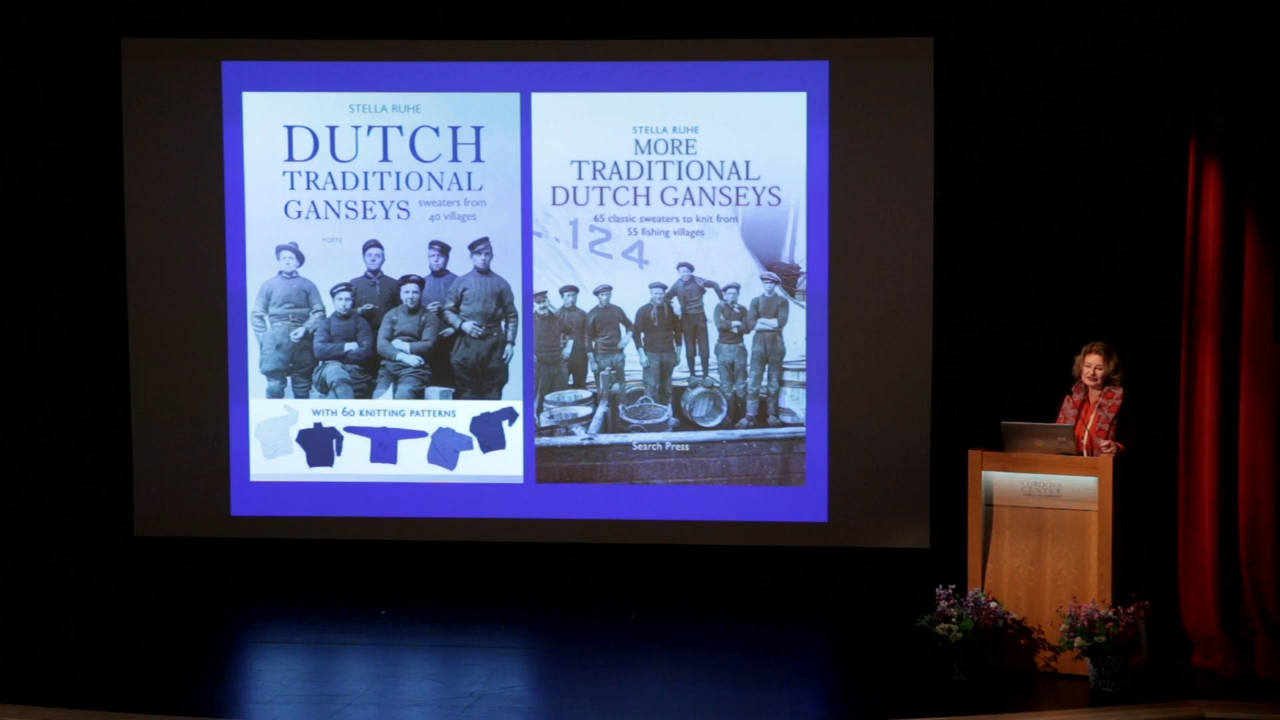 STELLA RUHE
DUTCH
TRADITIONAL
GANSEYS
sweaters from
40 villages
WITH 60 KNITTING PATTERNS
STELLA RUHE
MORE
TRADITIONAL
DUTCH GANSEYS
65 classic sweaters to knit from
55 fishing villages
124
Search Press